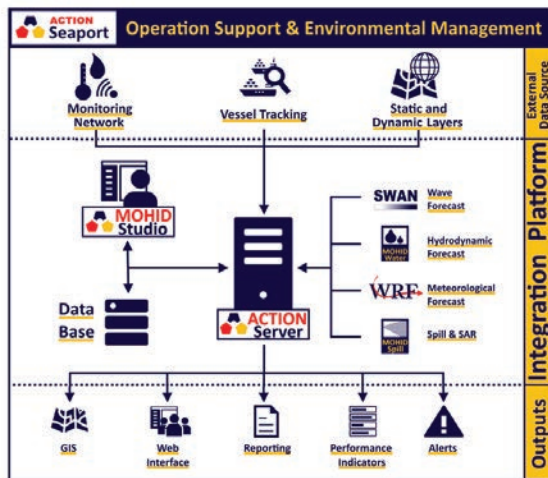 ACTION
Seaport
Operation Support & Environmental Management
Monitoring
Network
Vessel Tracking
Static and
Dynamic Layers
External
Data Source
MOHID
Studio
Data
Base
ACTION
Server
SWAN
Wave
Forecast
MOHID
Water
Hydrodynamic
Forecast
WRF
Meteorological
Forecast
MOHID
Spill
Spill & SAR
Integration Platform
GIS
Web
Interface
Reporting
Performance
Indicators
Alerts
Outputs